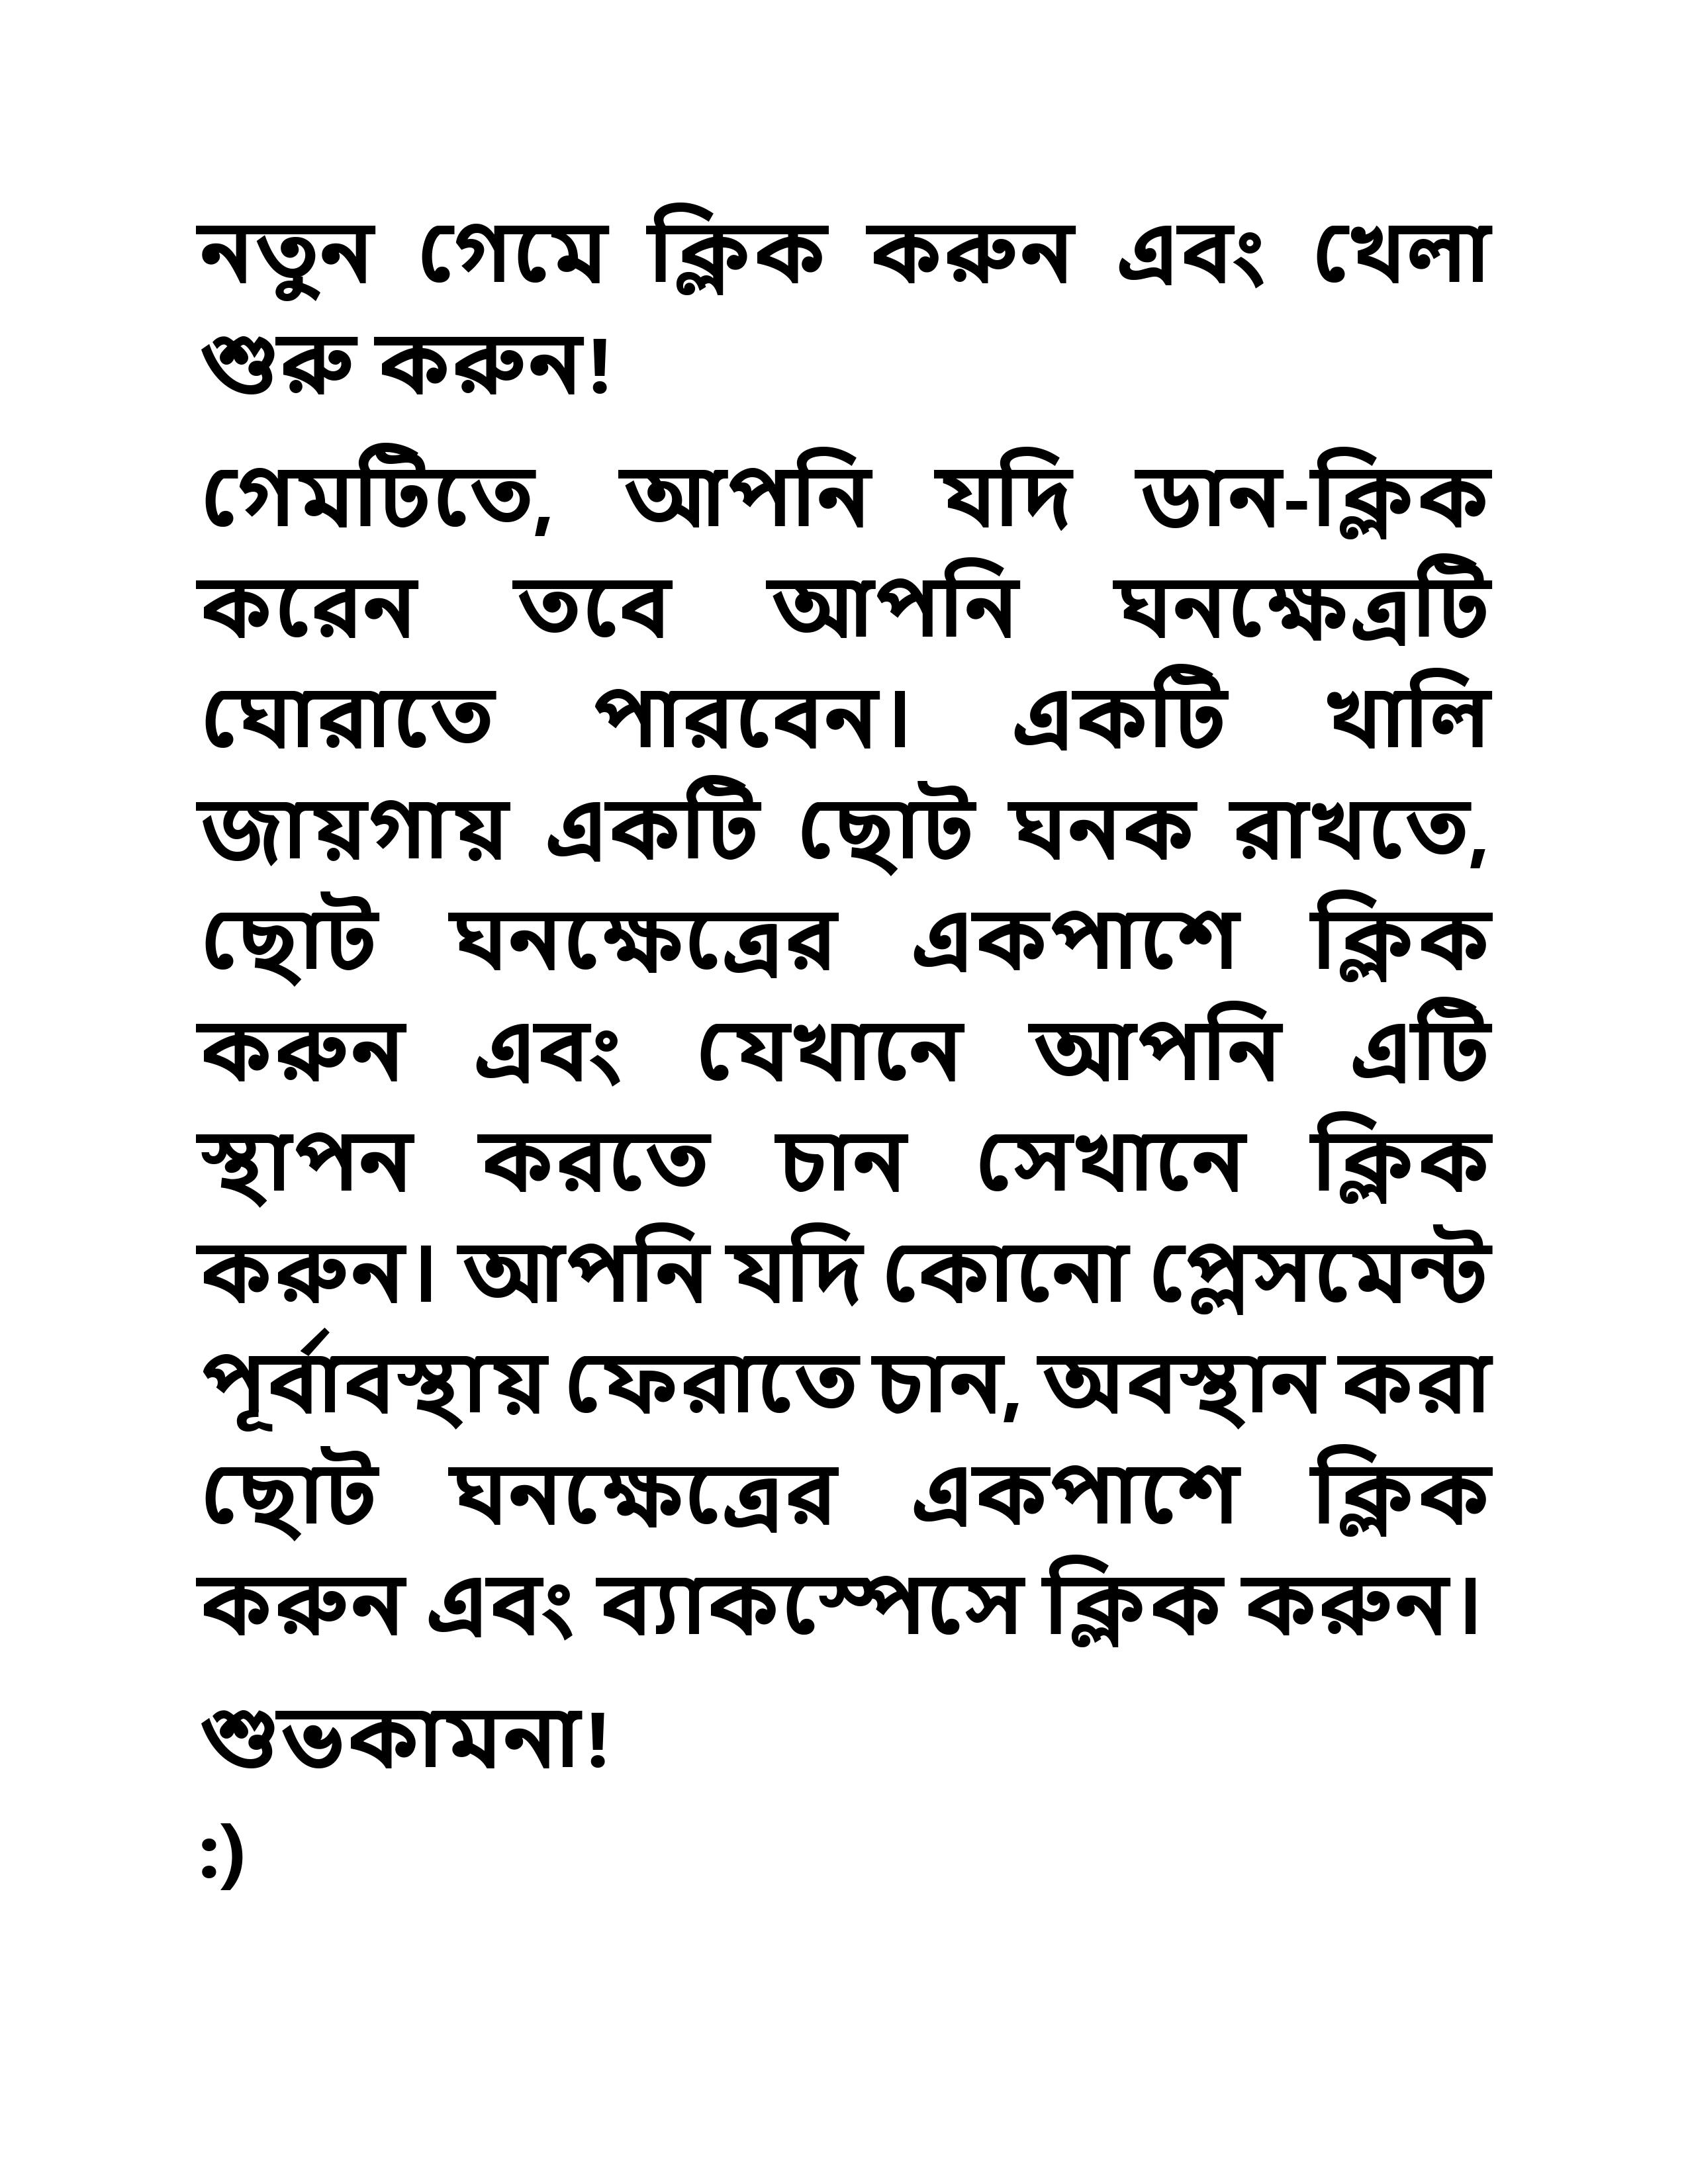 নতুন গেমে ক্লিক করুন এবং খেলা
শুরু করুন!
গেমটিতে, আপনি যদি ডান-ক্লিক
করেন তবে আপনি ঘনক্ষেত্রটি
ঘোরাতে পারবেন। একটি খালি
জায়গায় একটি ছোট ঘনক রাখতে,
ছোট ঘনক্ষেত্রের একপাশে ক্লিক
করুন এবং যেখানে আপনি এটি
স্থাপন করতে চান সেখানে ক্লিক
করুন। আপনি যদি কোনো প্লেসমেন্ট
পূর্বাবস্থায় ফেরাতে চান, অবস্থান করা
ছোট ঘনক্ষেত্রের একপাশে ক্লিক
করুন এবং ব্যাকস্পেসে ক্লিক করুন।
শুভকামনা!
:)